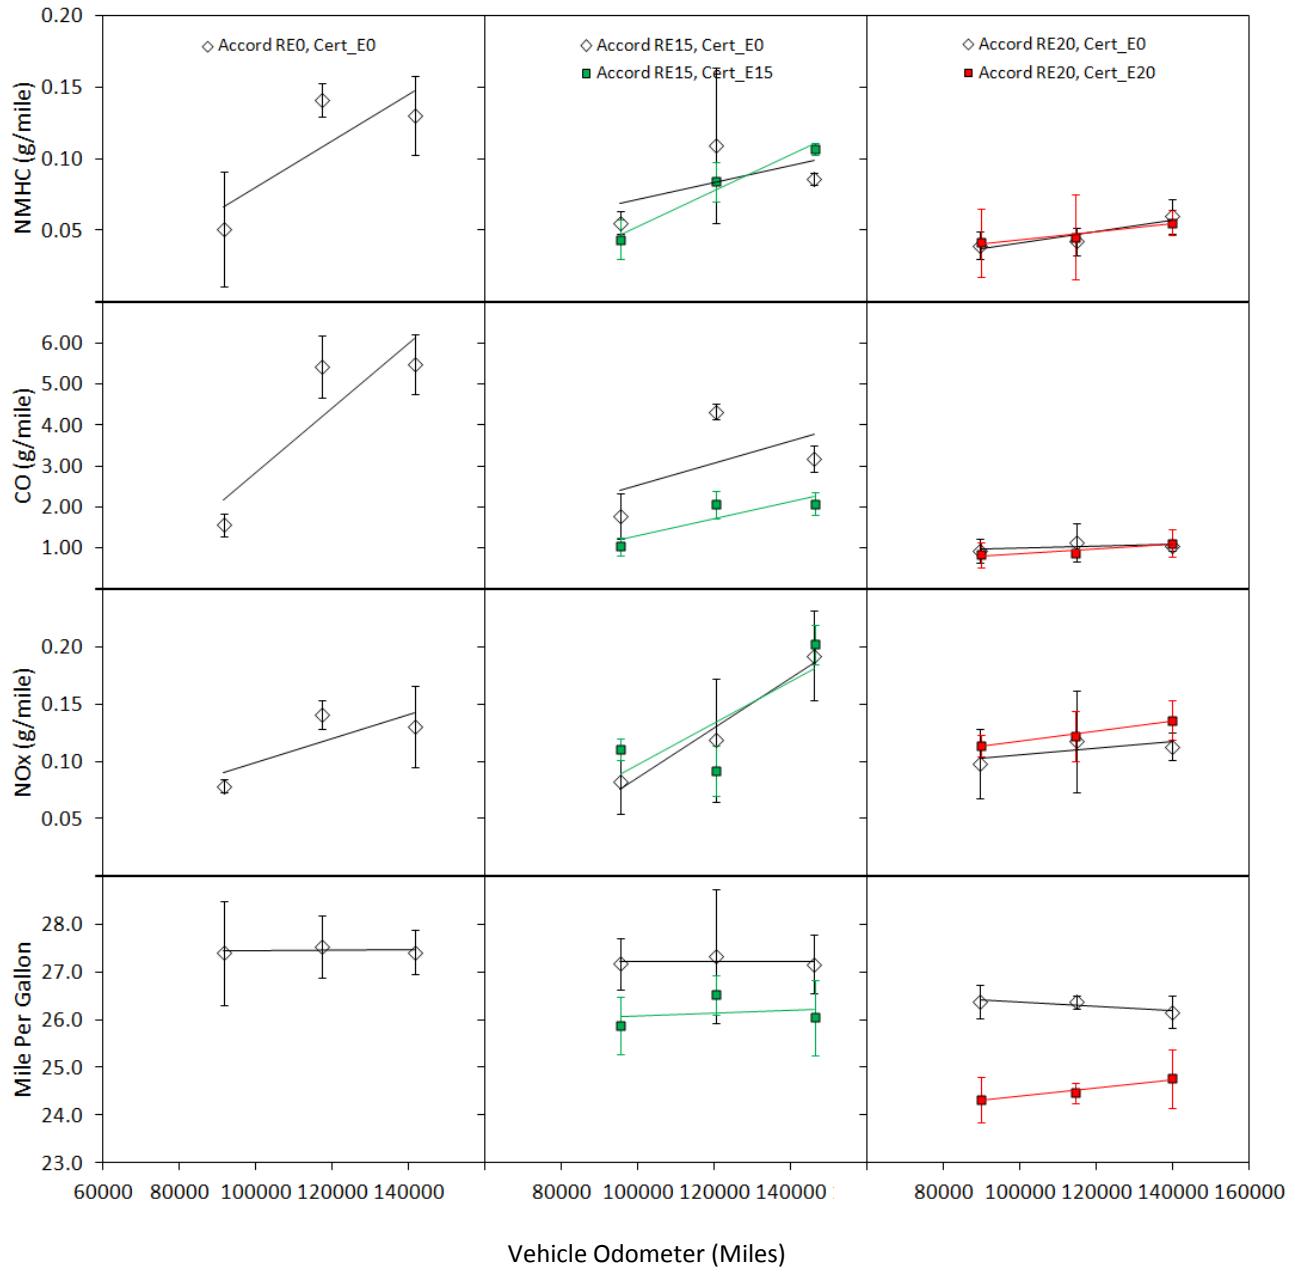 0.20
0.15
0.10
0.05
NMHC (g/mile)
Accord RE0, Cert_E0
Accord RE15, Cert_E0
Accord RE15, Cert_E15
Accord RE20, Cert_E0
Accord RE20, Cert_E20
6.00
5.00
4.00
3.00
2.00
1.00
CO (g/mile)
0.20
0.15
0.10
0.05
NOx (g/mile)
28.0
27.0
26.0
25.0
24.0
23.0
Mile Per Gallon
60000 80000 100000 120000 140000 80000 100000 120000 140000 80000 100000 120000 140000 160000
Vehicle Odometer (Miles)